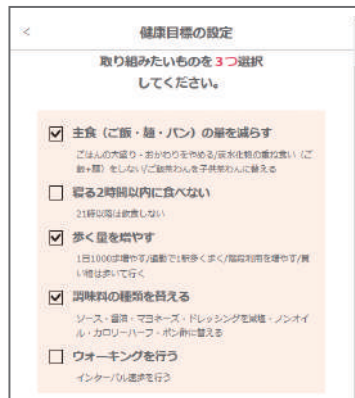 <
健康目標の設定
取り組みたいものを3つ選択
してください。
主食（ご飯・麺・パン）の量を減らす
ごはんの大盛り・おかわりをやめる/炭水化物の重ね食い（ご
飯+麺）をしない/ご飯茶わんを子供茶わんに替える
寝る2時間以内に食べない
21時以降は飲食しない
歩く量を増やす
1日1000歩増やす/通勤で1駅多く歩く/階段利用を増やす/買
い物は歩いて行く
調味料の種類を替える
ソース・醤油・マヨネーズ・ドレッシングを減塩・ノンオイ
ル・カロリーハーフ・ポン酢に替える
ウォーキングを行う
インターバル速歩を行う